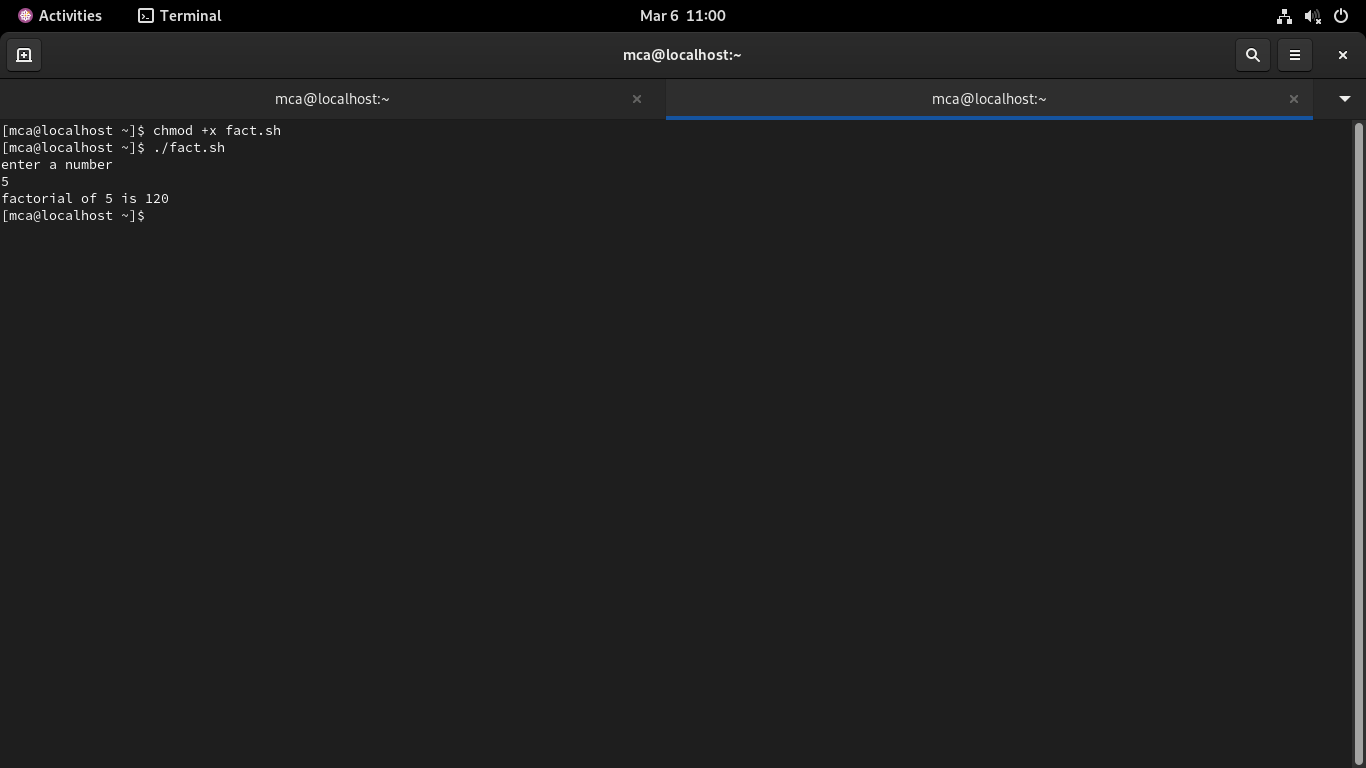 Activities Terminal Mar 6 11:00
mca@localhost:~
mca@localhost:~ mca@localhost:~
[mca@localhost ~]$ chmod +x fact.sh
[mca@localhost ~]$ ./fact.sh
enter a number
5
factorial of 5 is 120
[mca@localhost ~]$